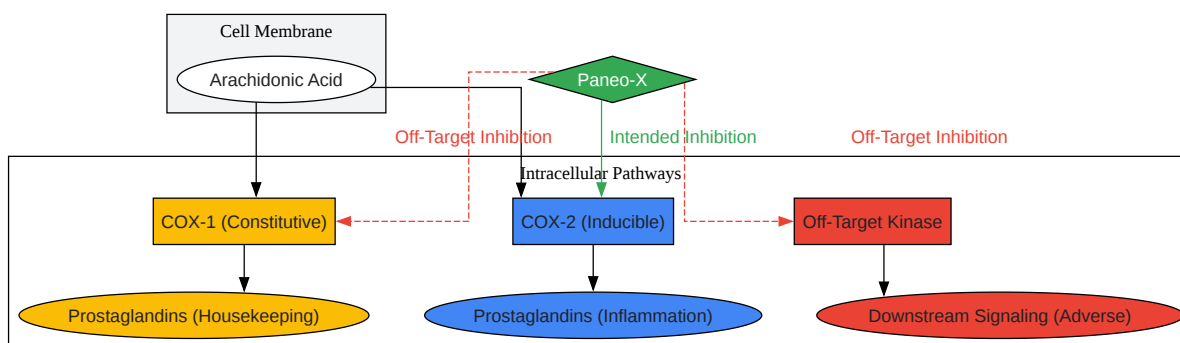 Cell Membrane
Arachidonic Acid
Paneo-X
Off-Target Inhibition
Intended Inhibition
Off-Target Inhibition
Intracellular Pathways
COX-1 (Constitutive)
COX-2 (Inducible)
Off-Target Kinase
Prostaglandins (Housekeeping)
Prostaglandins (Inflammation)
Downstream Signaling (Adverse)